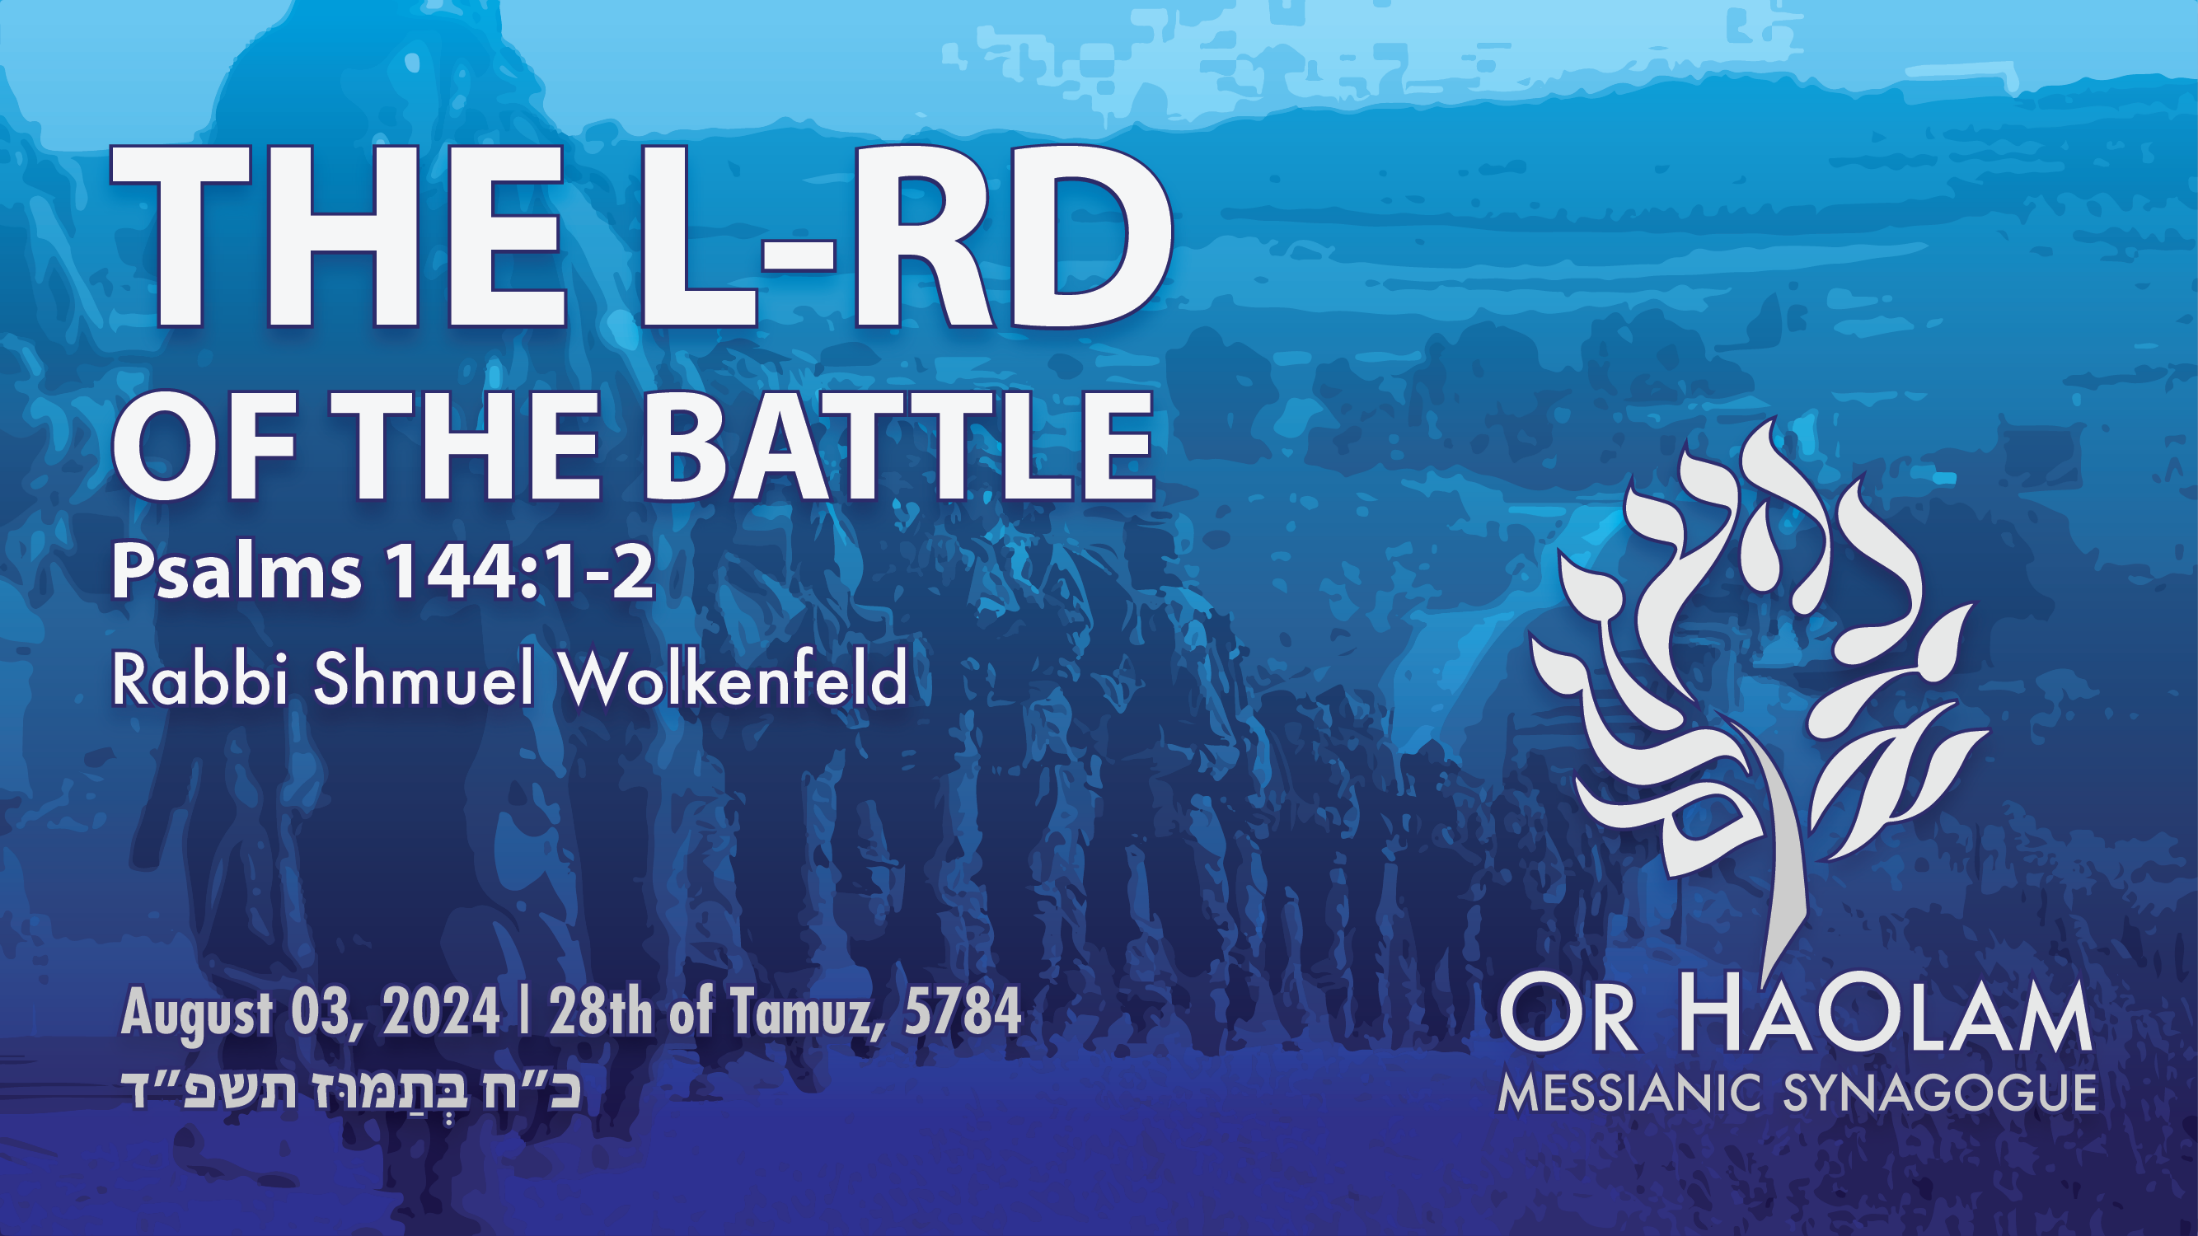 THE L-RD
OF THE BATTLE
Psalms 144:1-2
Rabbi Shmuel Wolkenfeld
August 03, 2024 | 28th of Tamuz, 5784
כ״ח בְּתַמּוּז תשפ״ד
OR HAOLAM
MESSIANIC SYNAGOGUE